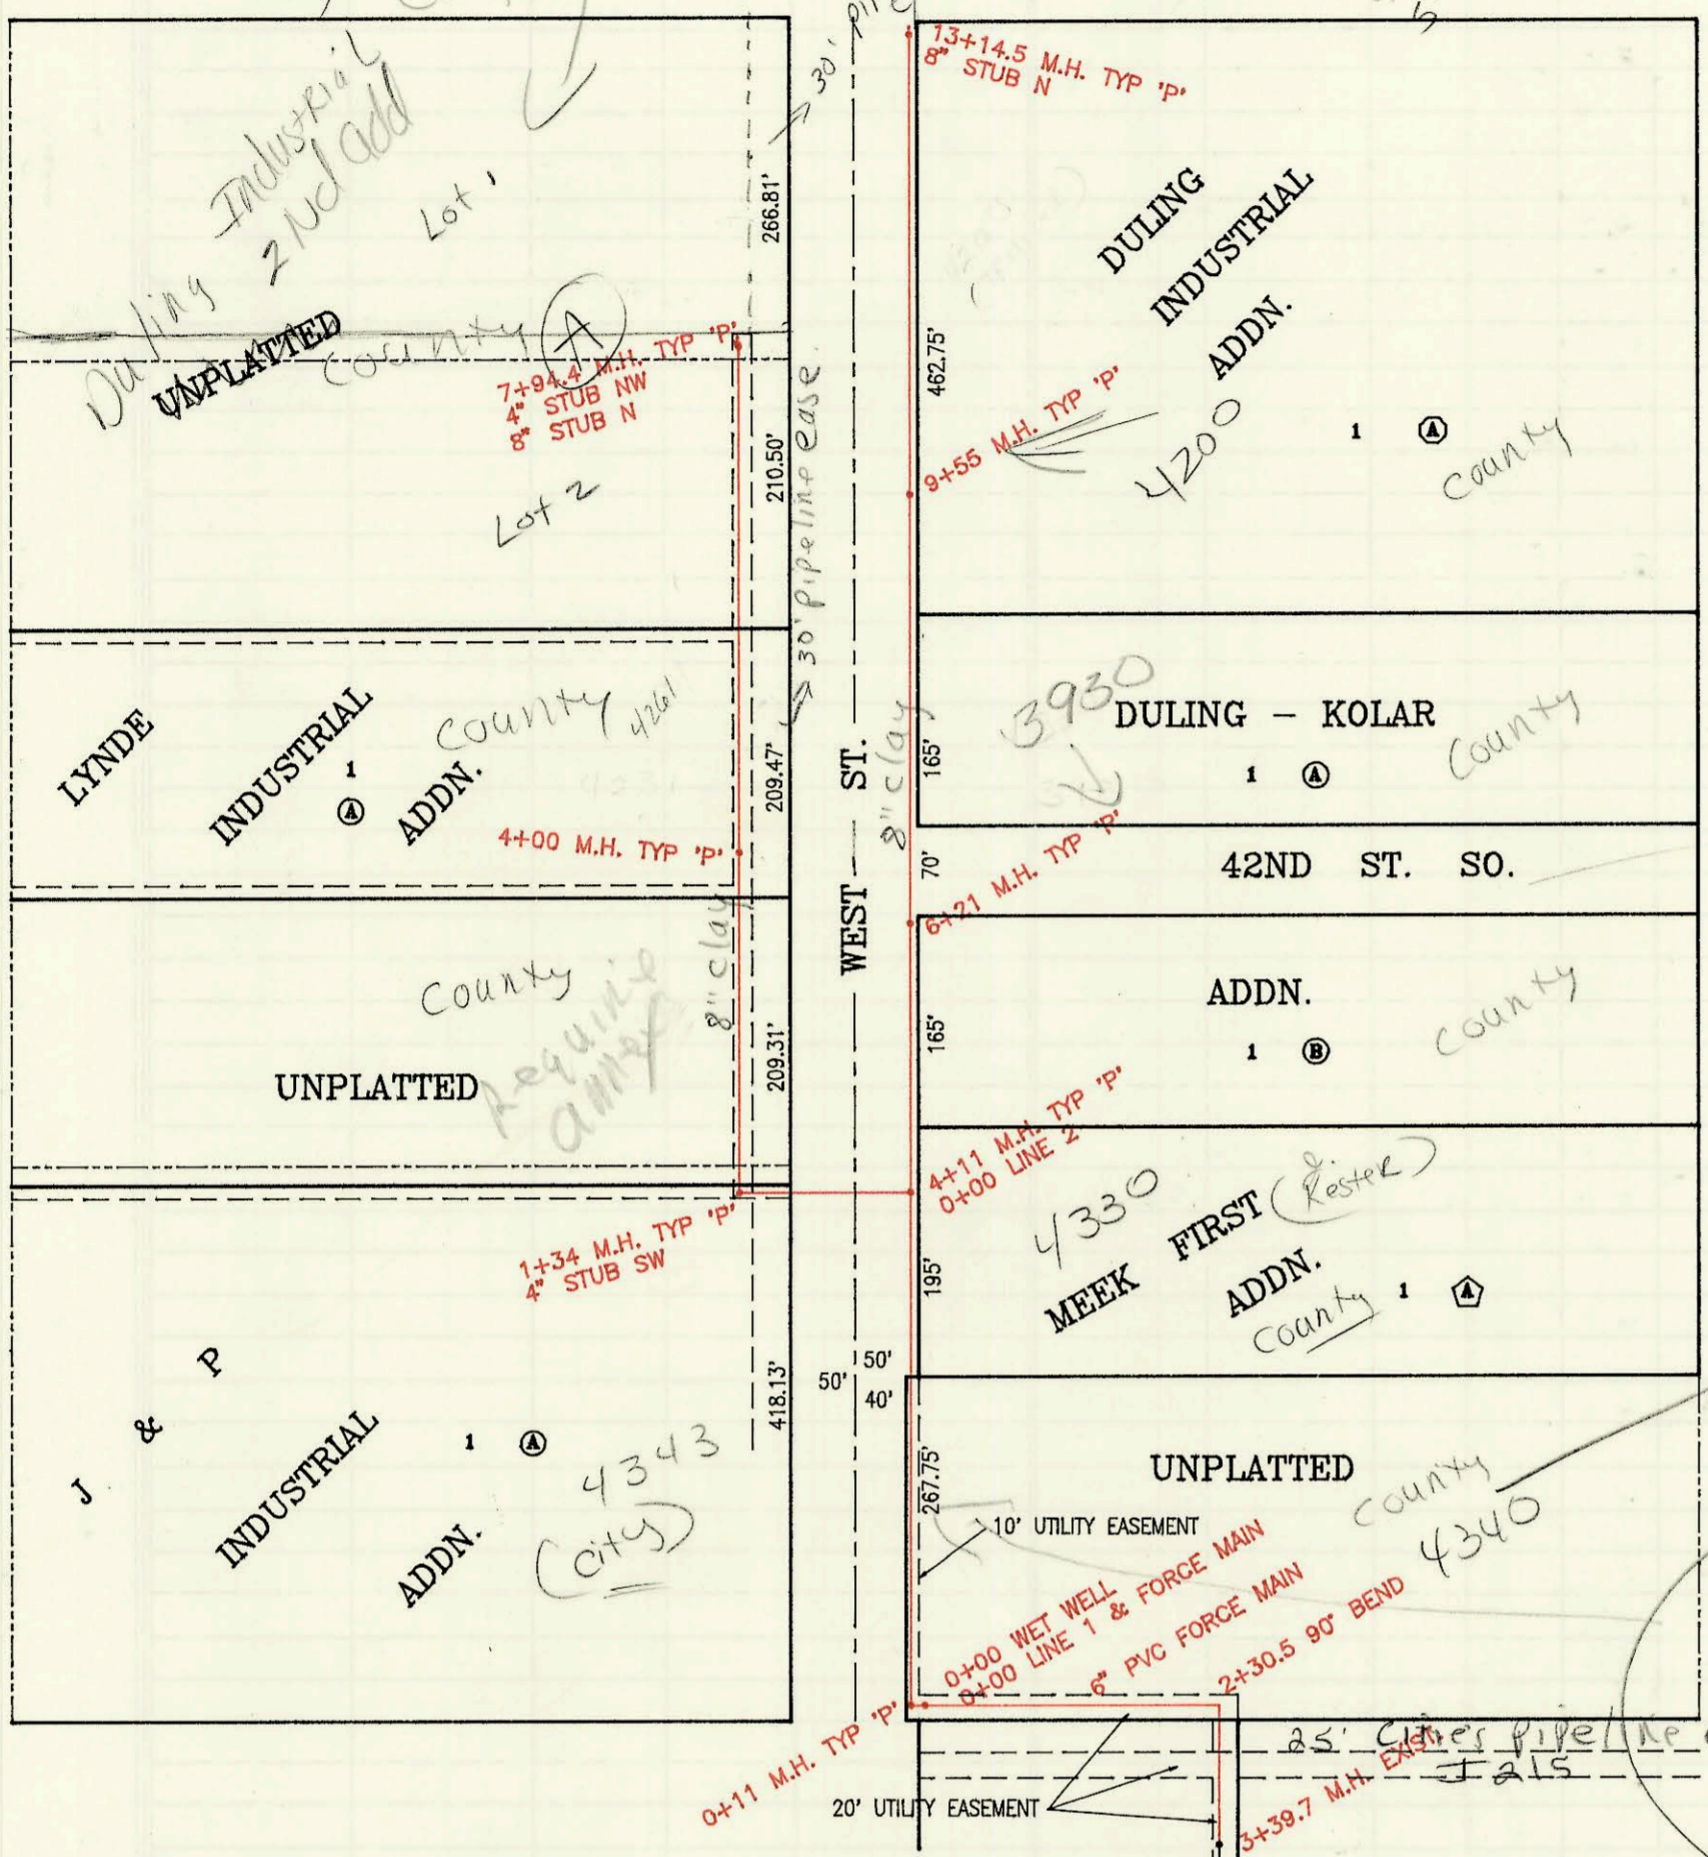 Industrial
2 Nd add
Lot 1
Duling
UNPLATTED
County
A
7+94.4 M.H. TYP 'P'
4" STUB NW
8" STUB N
Lot 2
266.81'
210.50'
30'
30' Pipeline ease.
LYNDE
INDUSTRIAL
ADDN.
1
A
County
4261
4+00 M.H. TYP 'P'
209.47'
8" clay
County
UNPLATTED
Require
annex
209.31'
1+34 M.H. TYP 'P'
4" STUB SW
J & P
INDUSTRIAL
ADDN.
1 A
4343
(City)
418.13'
WEST ST.
8" clay
50'
50'
40'
13+14.5 M.H. TYP 'P'
8" STUB N
DULING
INDUSTRIAL
ADDN.
462.75'
9+55 M.H. TYP 'P'
4200
1 A
County
3930
DULING – KOLAR
165'
1 A
County
6+21 M.H. TYP 'P'
70'
42ND ST. SO.
ADDN.
165'
1 B
County
4+11 M.H. TYP 'P'
0+00 LINE 2
4330
MEEK FIRST
ADDN.
County
1 A
195'
UNPLATTED
County
4340
267.75'
10' UTILITY EASEMENT
0+00 WET WELL
0+00 LINE 1 & FORCE MAIN
6" PVC FORCE MAIN
2+30.5 90° BEND
0+11 M.H. TYP 'P'
20' UTILITY EASEMENT
25' Cities pipeline
J215
3+39.7 M.H. EXIST.